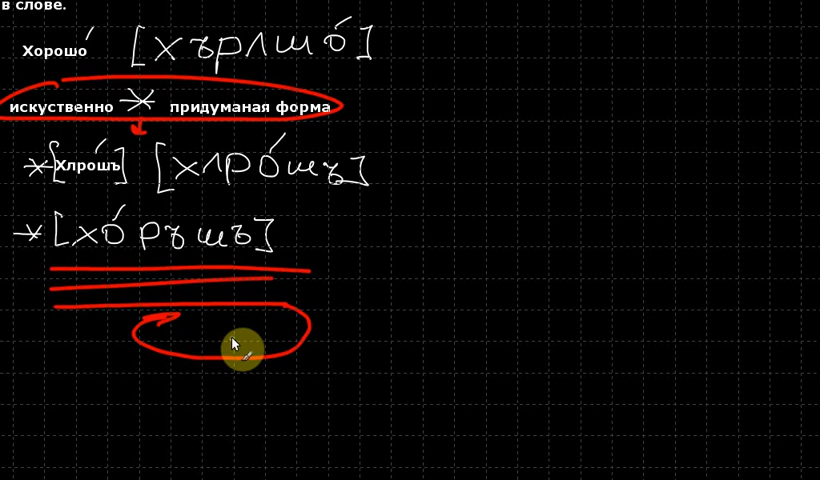 в слове.
Хорошо́ [хърлшо́]
искуственно * придуманая форма
*[Хлро́шъ] [хлро́шъ]
*[хо́ръшъ]